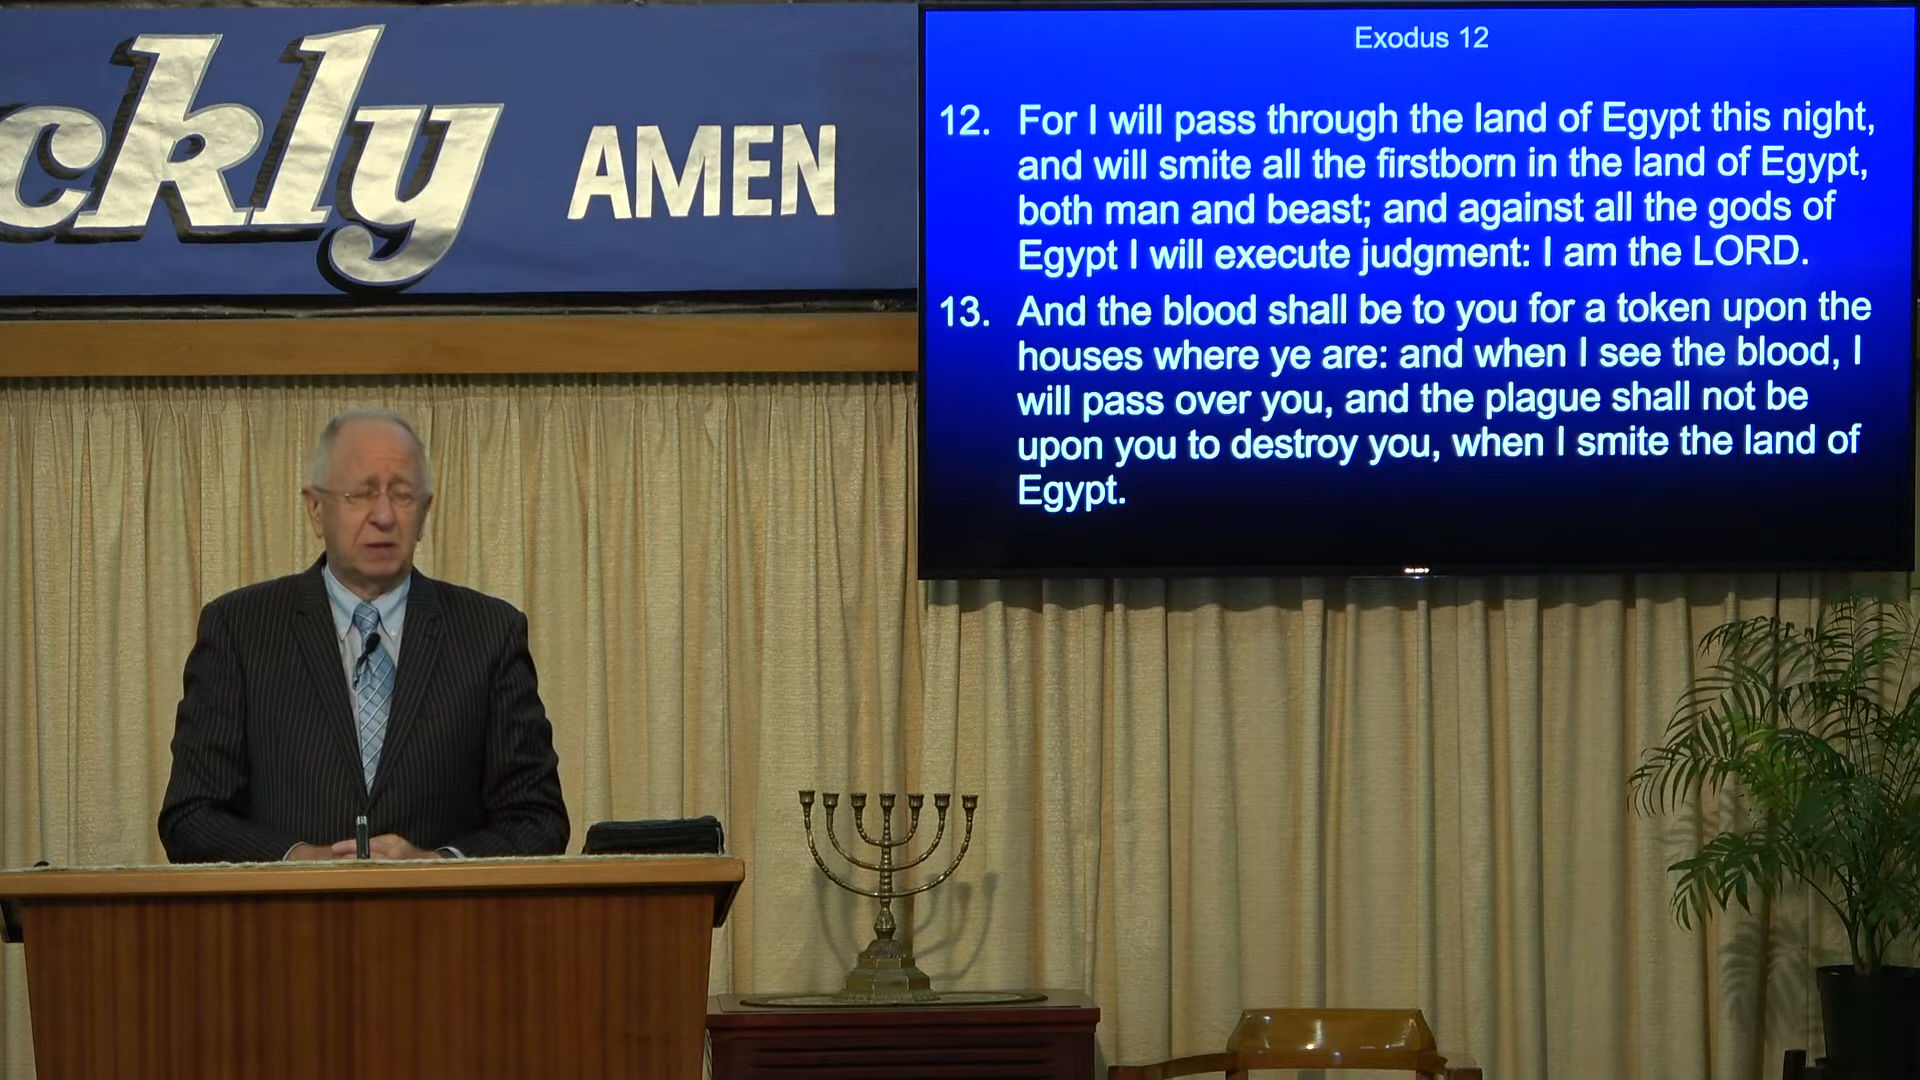 ckly AMEN
Exodus 12
12. For I will pass through the land of Egypt this night,
and will smite all the firstborn in the land of Egypt,
both man and beast; and against all the gods of
Egypt I will execute judgment: I am the LORD.
13. And the blood shall be to you for a token upon the
houses where ye are: and when I see the blood, I
will pass over you, and the plague shall not be
upon you to destroy you, when I smite the land of
Egypt.